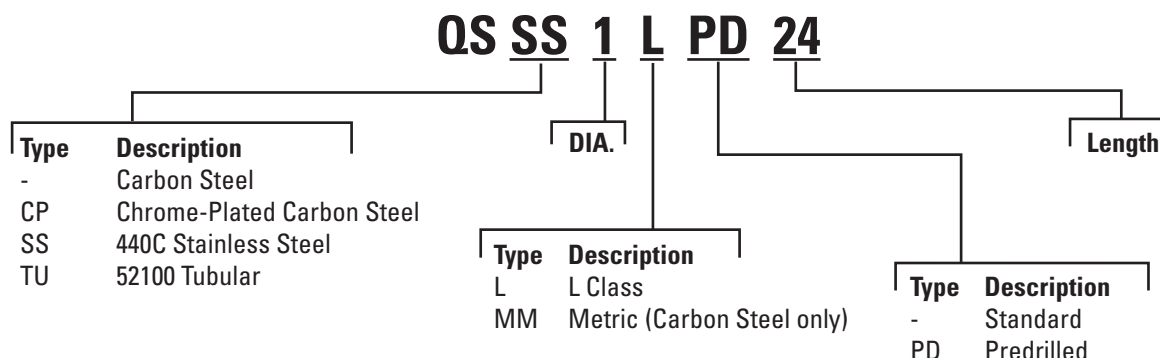 QS SS 1 L PD 24
Type Description
- Carbon Steel
CP Chrome-Plated Carbon Steel
SS 440C Stainless Steel
TU 52100 Tubular
DIA.
Type Description
L L Class
MM Metric (Carbon Steel only)
Type Description
- Standard
PD Predrilled
Length